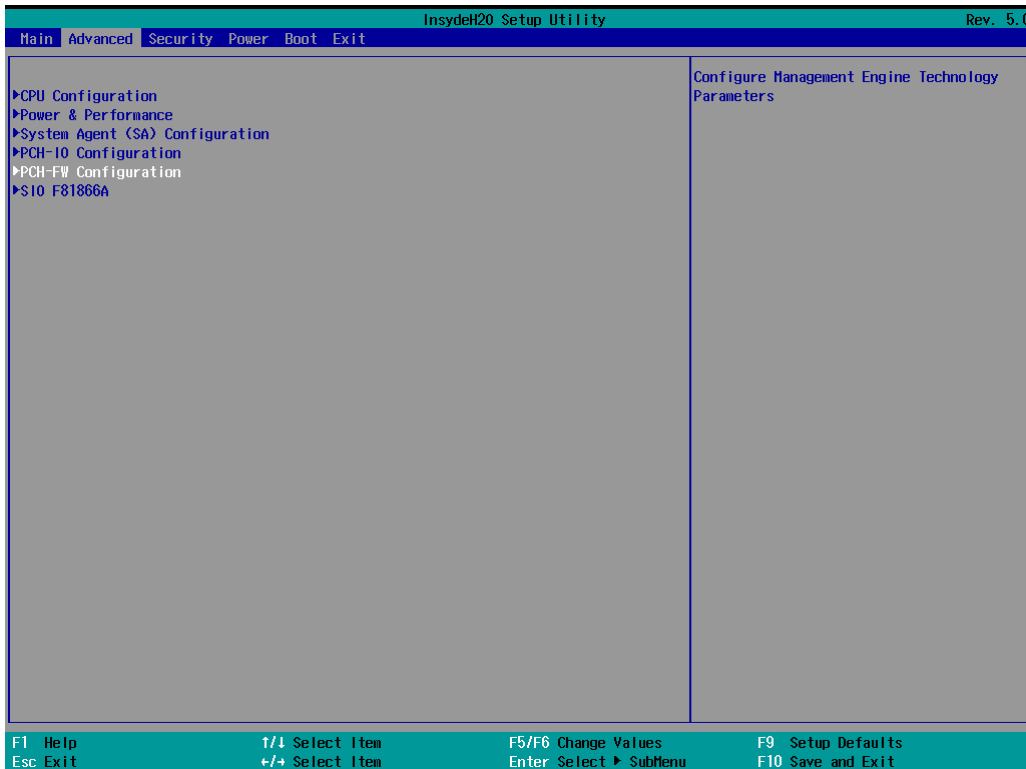 InsydeH20 Setup Utility Rev. 5.0
Main Advanced Security Power Boot Exit
▶CPU Configuration
▶Power & Performance
▶System Agent (SA) Configuration
▶PCH-IO Configuration
▶PCH-FW Configuration
▶SIO F81866A
Configure Management Engine Technology
Parameters
F1 Help ↑/↓ Select Item F5/F6 Change Values F9 Setup Defaults
Esc Exit ←/→ Select Item Enter Select ▶ SubMenu F10 Save and Exit